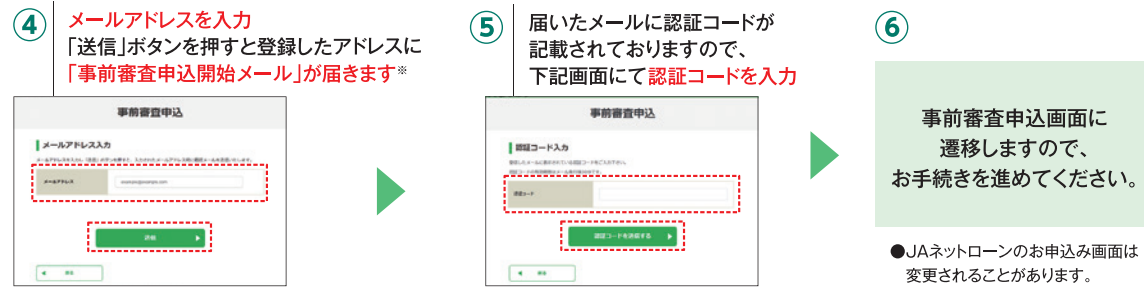 ④
メールアドレスを入力
「送信」ボタンを押すと登録したアドレスに
「事前審査申込開始メール」が届きます※
事前審査申込
メールアドレス入力
メールアドレス
example@example.com
送信
戻る
⑤
届いたメールに認証コードが
記載されておりますので、
下記画面にて認証コードを入力
事前審査申込
認証コード入力
認証コード
認証コードを送信する
戻る
⑥
事前審査申込画面に
遷移しますので、
お手続きを進めてください。
●JAネットローンのお申込み画面は
変更されることがあります。